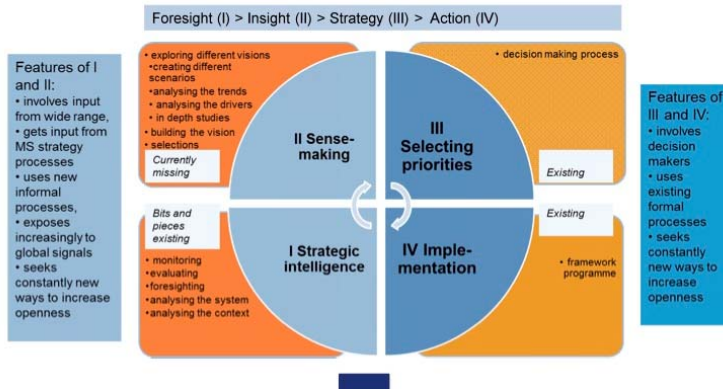 Foresight (I) > Insight (II) > Strategy (III) > Action (IV)
Features of I
and II:
• involves input
from wide range,
• gets input from
MS strategy
processes
• uses new
informal
processes,
• exposes
increasingly to
global signals
• seeks
constantly new
ways to increase
openness
• exploring different visions
•creating different
scenarios
• analysing the trends
• analysing the drivers
• in depth studies
• building the vision
• selections
Currently
missing
II Sense-
making
III
Selecting
priorities
• decision making process
Existing
Bits and
pieces
existing
• monitoring
• evaluating
• foresighting
• analysing the system
•analysing the context
I Strategic
intelligence
IV Imple-
mentation
Existing
• framework
programme
Features of
III and IV:
• involves
decision
makers
• uses
existing
formal
processes
• seeks
constantly
new ways to
increase
openness